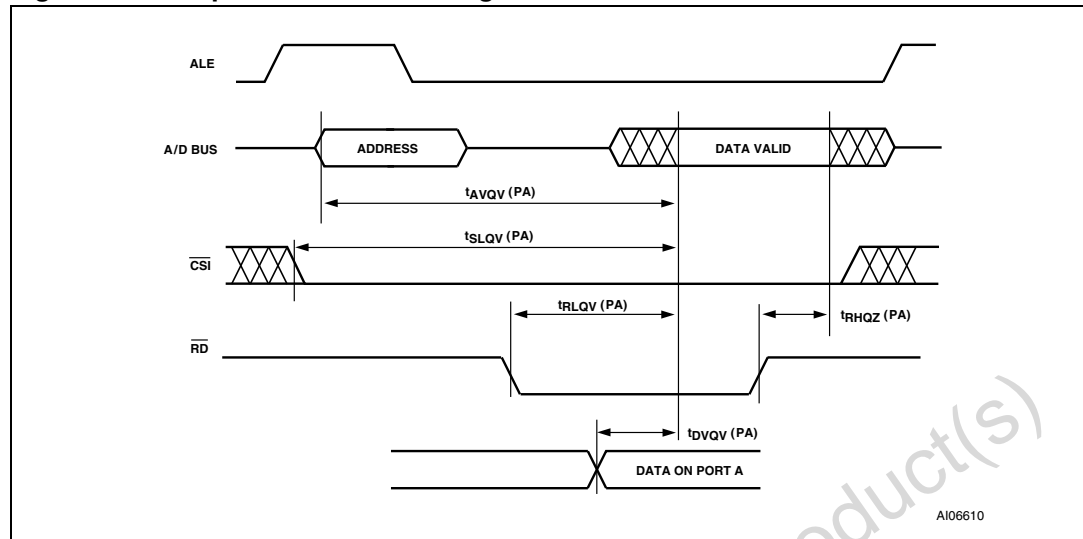 ALE
A/D BUS
ADDRESS
DATA VALID
tAVQV (PA)
tSLQV (PA)
CSI
tRLQV (PA)
tRHQZ (PA)
RD
tDVQV (PA)
DATA ON PORT A
AI06610